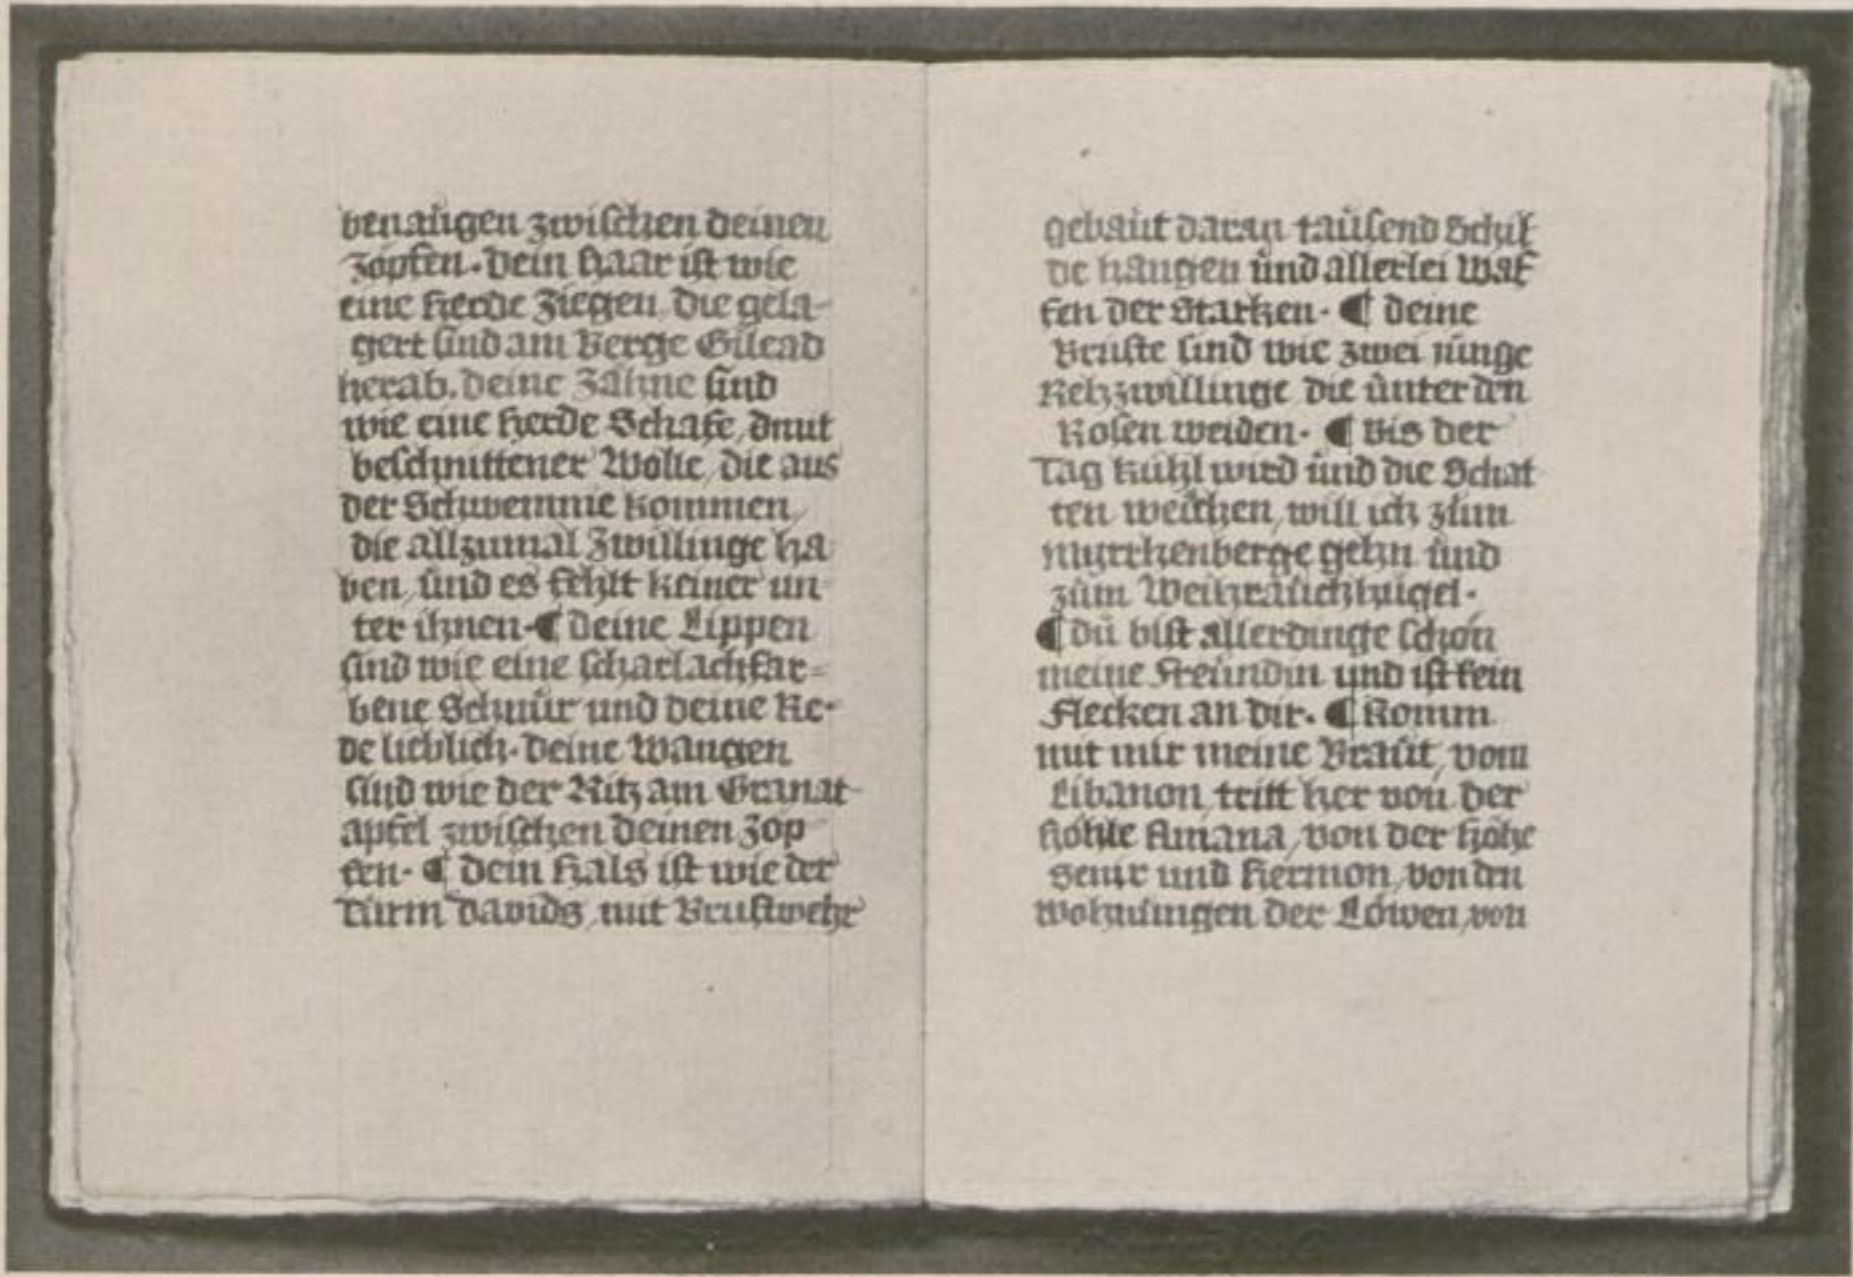 benaugen zwischen deinen
Zöpfen. dein Haar ist wie
eine Herde Ziegen, die gela-
gert sind am Berge Gilead
herab. deine Zähne sind
wie eine Herde Schafe, dmit
beschnittener Wolle, die aus
der Schwemme kommen,
die allzumal Zwillinge ha-
ben, und es fehlt keiner un-
ter ihnen. ¶ deine Lippen
sind wie eine scharlachfar=
bene Schnur und deine Re-
de lieblich. deine Wangen
sind wie der Ritz am Granat-
apfel zwischen deinen Zöp
fen. ¶ dein Hals ist wie der
Turm davids, mit Brustwehr
gebaut daran tausend Schil
de hangen und allerlei Waf
fen der Starken. ¶ deine
Brüste sind wie zwei junge
Rehzwillinge, die unter den
Rosen weiden. ¶ Bis der
Tag kühl wird und die Schat
ten weichen, will ich zum
Myrrhenberge gehn und
zum Weihrauchhügel.
¶ du bist allerdinge schön
meine Freundin und ist kein
Flecken an dir. ¶ Komm
mit mir meine Braut, vom
Libanon, tritt her von der
Höhle Amana, von der Höhe
Senir und Hermon, von den
Wohnungen der Löwen, von